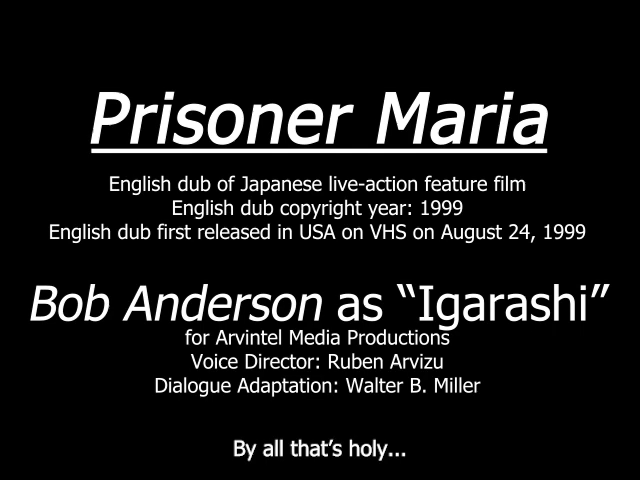 Prisoner Maria
English dub of Japanese live-action feature film
English dub copyright year: 1999
English dub first released in USA on VHS on August 24, 1999
Bob Anderson as “Igarashi”
for Arvintel Media Productions
Voice Director: Ruben Arvizu
Dialogue Adaptation: Walter B. Miller
By all that’s holy...